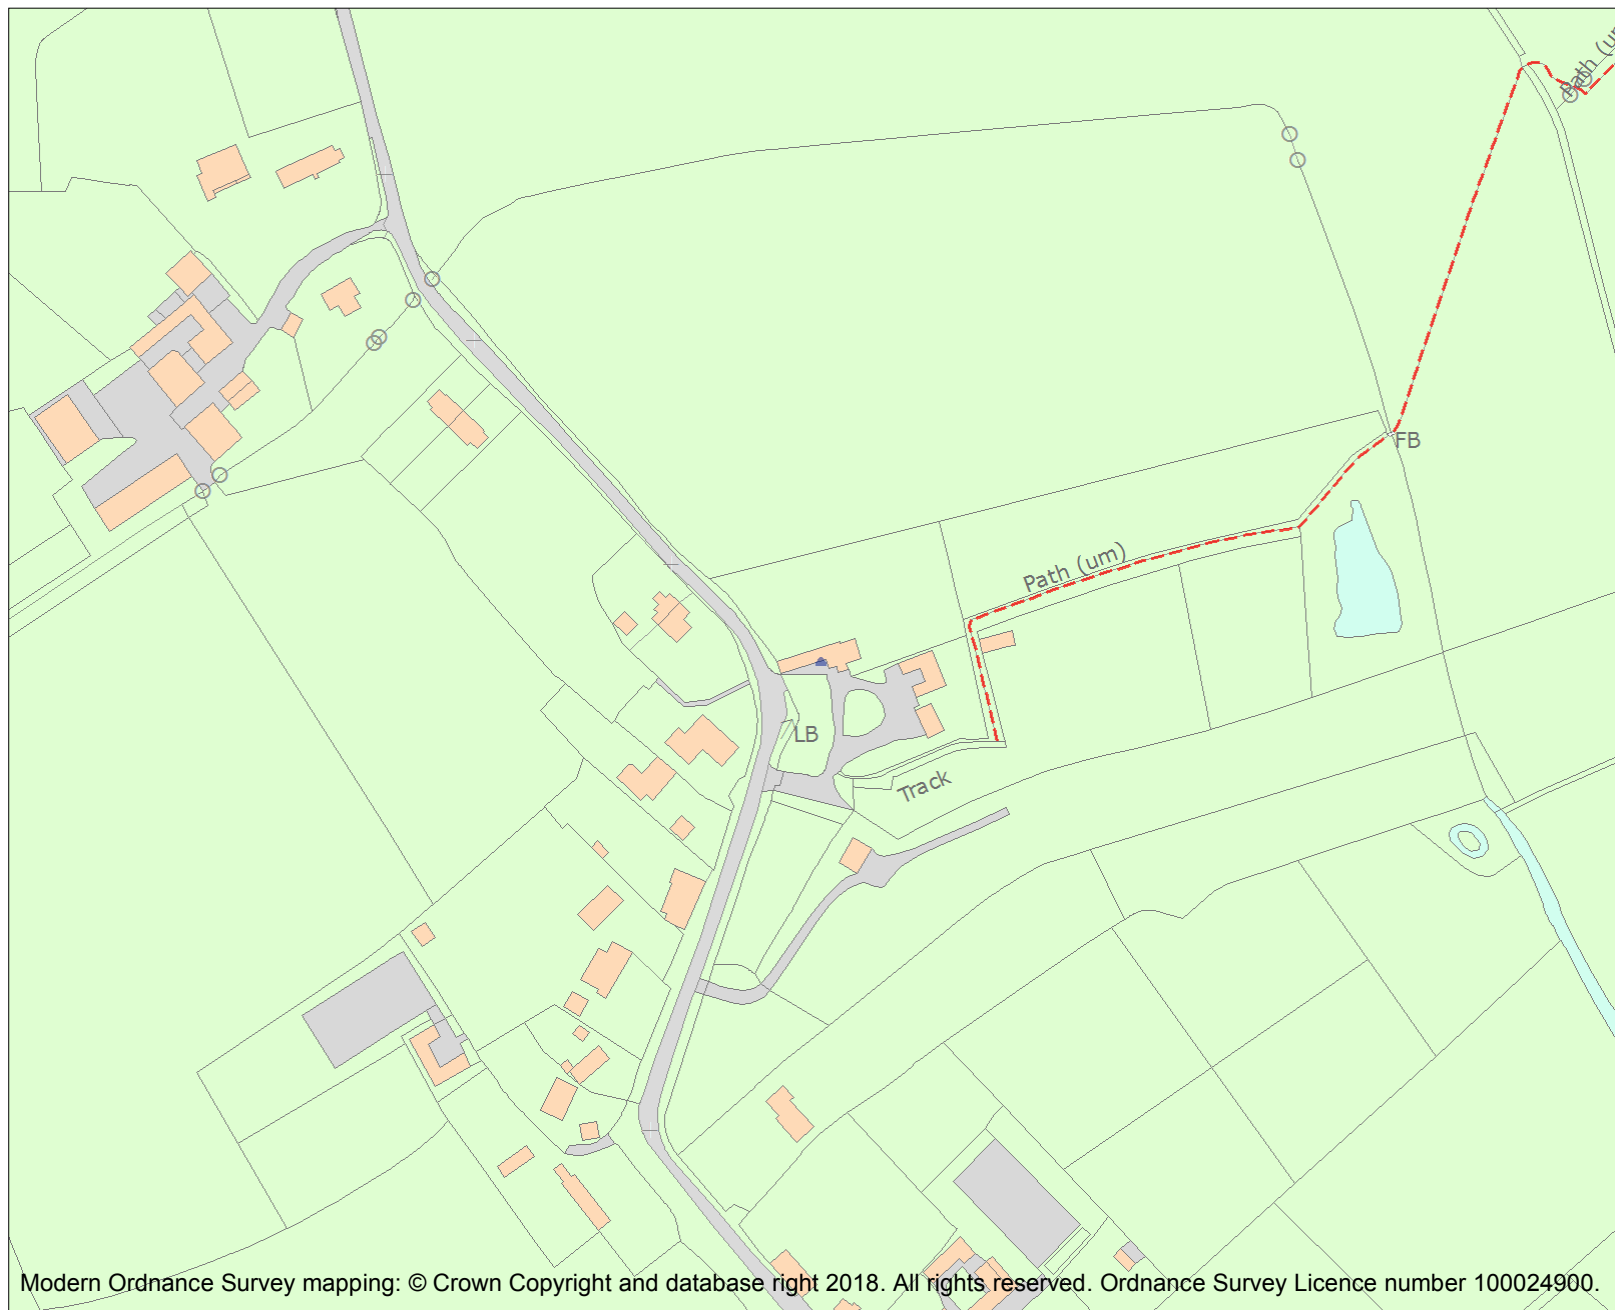 Path (u
FB
Path (um)
LB
Track
Modern Ordnance Survey mapping: © Crown Copyright and database right 2018. All rights reserved. Ordnance Survey Licence number 100024900.